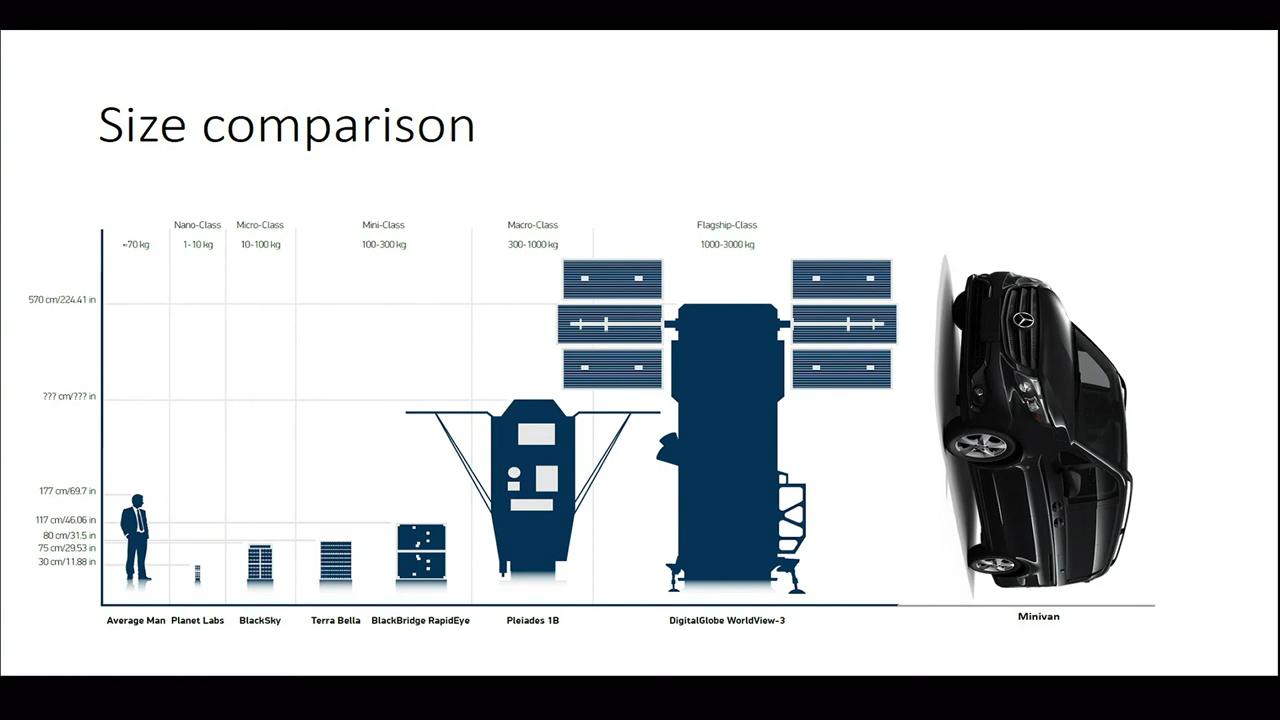 Size comparison
Nano-Class Micro-Class Mini-Class Macro-Class Flagship-Class
≈70 kg 1-10 kg 10-100 kg 100-300 kg 300-1000 kg 1000-3000 kg
570 cm/224.41 in
??? cm/??? in
177 cm/69.7 in
117 cm/46.06 in
80 cm/31.5 in
75 cm/29.53 in
30 cm/11.88 in
Average Man Planet Labs BlackSky Terra Bella BlackBridge RapidEye Pleiades 1B DigitalGlobe WorldView-3 Minivan